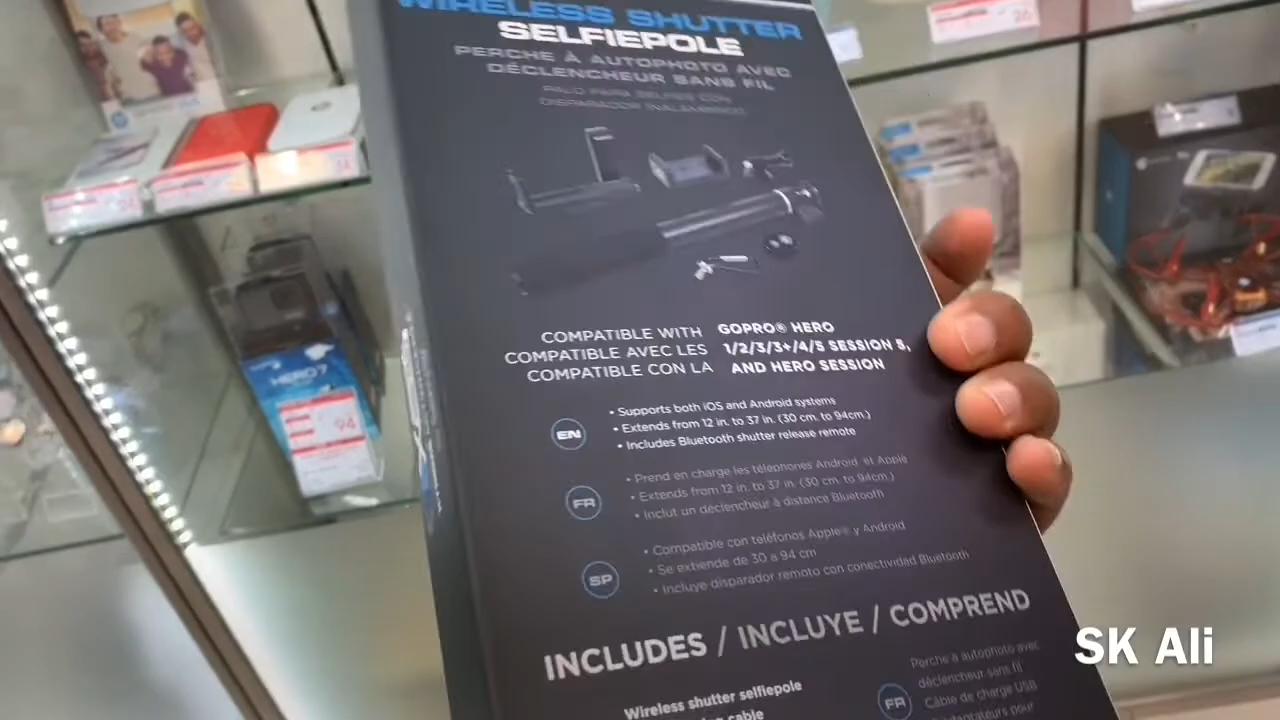 WIRELESS SHUTTER
SELFIEPOLE
PERCHE À AUTOPHOTO AVEC
DÉCLENCHEUR SANS FIL
PALO PARA SELFIES CON
DISPARADOR INALÁMBRICO
COMPATIBLE WITH GOPRO® HERO
COMPATIBLE AVEC LES 1/2/3/3+/4/5 SESSION 5,
COMPATIBLE CON LA AND HERO SESSION
EN
• Supports both iOS and Android systems
• Extends from 12 in. to 37 in. (30 cm. to 94cm.)
• Includes Bluetooth shutter release remote
FR
• Prend en charge les téléphones Android et Apple
• Extends from 12 in. to 37 in. (30 cm. to 94cm.)
• Inclut un déclencheur à distance Bluetooth
SP
• Compatible con teléfonos Apple® y Android
• Se extiende de 30 a 94 cm
• Incluye disparador remoto con conectividad Bluetooth
INCLUDES / INCLUYE / COMPREND
Wireless shutter selfiepole
cable
FR
Perche à autophoto avec
déclencheur sans fil
Câble de charge USB
pour
HERO7
94
26
SK Ali